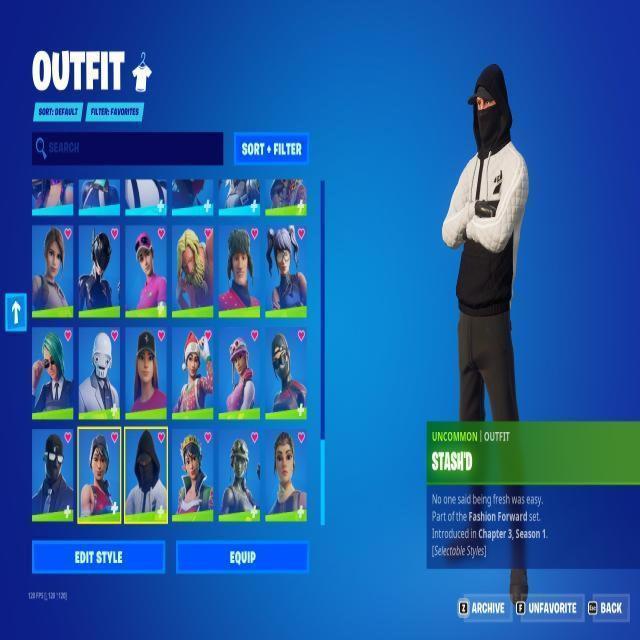 OUTFIT
SORT: DEFAULT FILTER: FAVORITES
SEARCH SORT + FILTER
UNCOMMON | OUTFIT
STASH'D
No one said being fresh was easy.
Part of the Fashion Forward set.
Introduced in Chapter 3, Season 1.
[Selectable Styles]
EDIT STYLE EQUIP
Z ARCHIVE F UNFAVORITE BACK